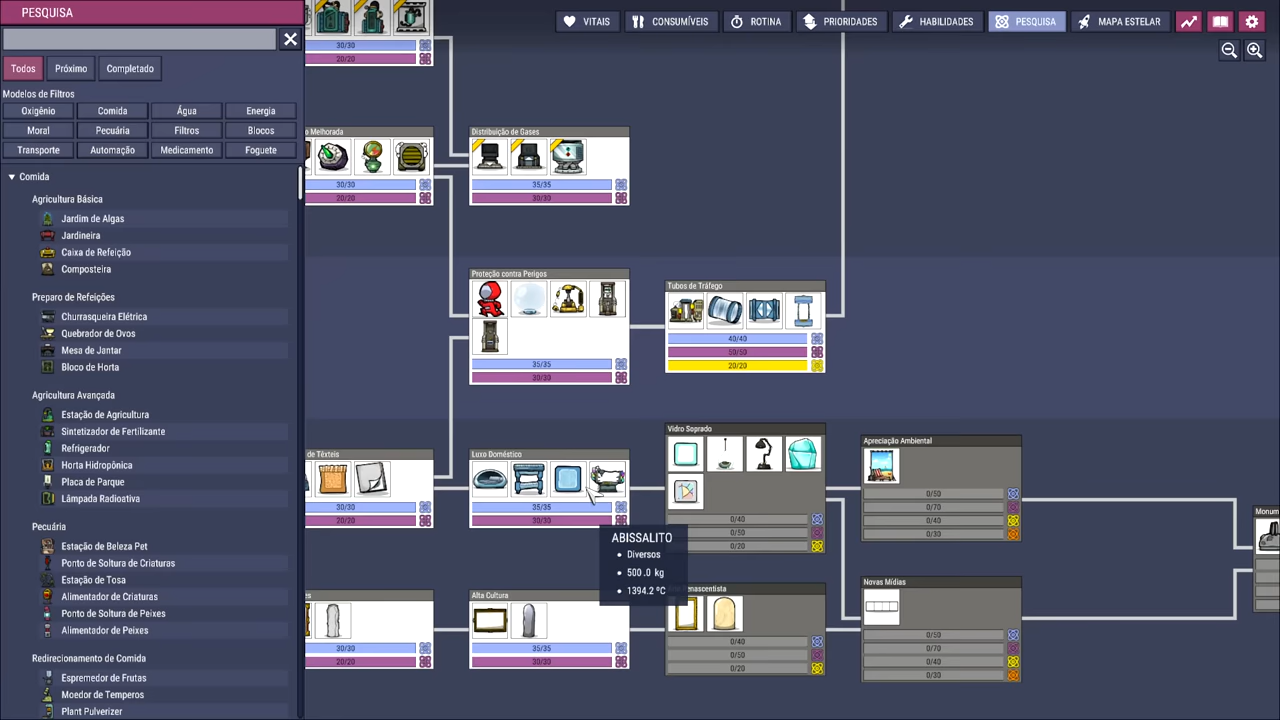 PESQUISA
VITAIS
CONSUMÍVEIS
ROTINA
PRIORIDADES
HABILIDADES
PESQUISA
MAPA ESTELAR
Todos
Próximo
Completado
Modelos de Filtros
Oxigênio
Comida
Água
Energia
Moral
Pecuária
Filtros
Blocos
Transporte
Automação
Medicamento
Foguete
Comida
Agricultura Básica
Jardim de Algas
Jardineira
Caixa de Refeição
Composteira
Preparo de Refeições
Churrasqueira Elétrica
Quebrador de Ovos
Mesa de Jantar
Bloco de Horta
Agricultura Avançada
Estação de Agricultura
Sintetizador de Fertilizante
Refrigerador
Horta Hidropônica
Placa de Parque
Lâmpada Radioativa
Pecuária
Estação de Beleza Pet
Ponto de Soltura de Criaturas
Estação de Tosa
Alimentador de Criaturas
Ponto de Soltura de Peixes
Alimentador de Peixes
Redirecionamento de Comida
Espremedor de Frutas
Moedor de Temperos
Plant Pulverizer
30/30
20/20
o Melhorada
30/30
20/20
Distribuição de Gases
35/35
30/30
Proteção contra Perigos
35/35
30/30
Tubos de Tráfego
40/40
50/50
20/20
de Têxteis
30/30
20/20
Luxo Doméstico
35/35
30/30
Vidro Soprado
0/40
0/50
0/20
Apreciação Ambiental
0/50
0/70
0/40
0/30
Monum
ABISSALITO
Diversos
500.0 kg
1394.2 ºC
es
30/30
20/20
Alta Cultura
35/35
30/30
enascentista
0/40
0/50
0/20
Novas Mídias
0/50
0/70
0/40
0/30